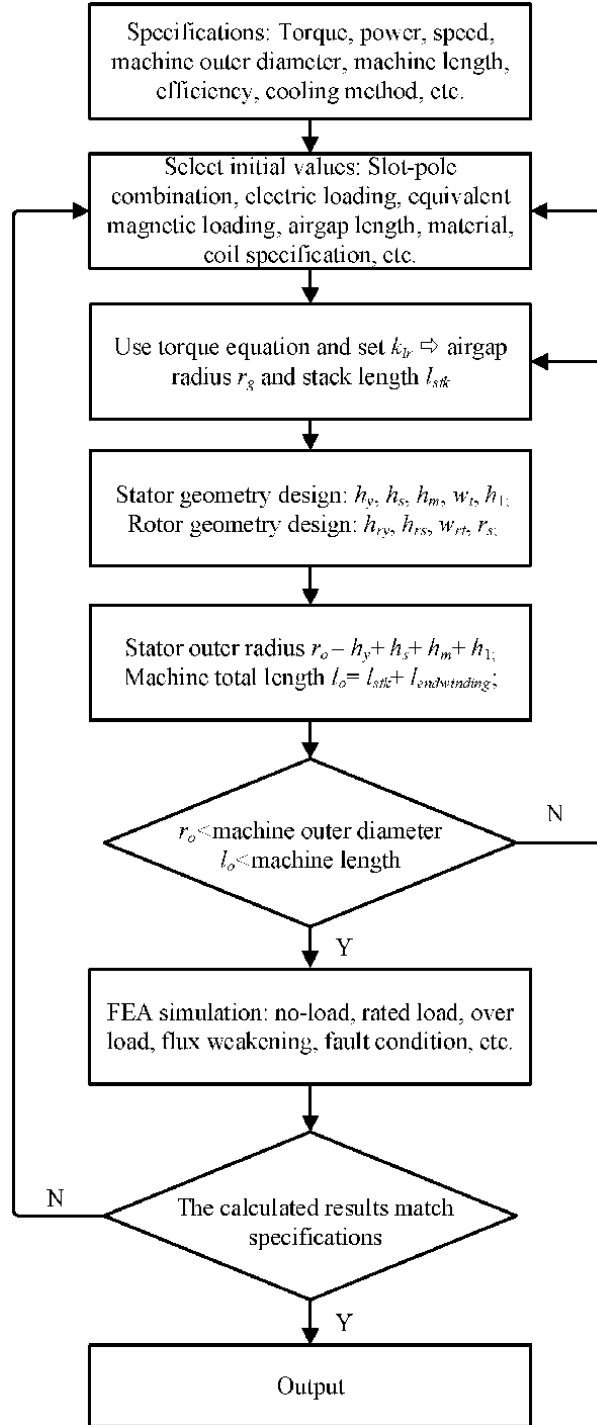 Specifications: Torque, power, speed,
machine outer diameter, machine length,
efficiency, cooling method, etc.
Select initial values: Slot-pole
combination, electric loading, equivalent
magnetic loading, airgap length, material,
coil specification, etc.
Use torque equation and set k_lr ⇨ airgap
radius r_g and stack length l_stk
Stator geometry design: h_y, h_s, h_m, w_t, h_1;
Rotor geometry design: h_ry, h_rs, w_rt, r_s;
Stator outer radius r_o = h_y + h_s + h_m + h_1;
Machine total length l_o = l_stk + l_endwinding;
r_o<machine outer diameter
l_o<machine length
N
Y
FEA simulation: no-load, rated load, over
load, flux weakening, fault condition, etc.
N
The calculated results match
specifications
Y
Output